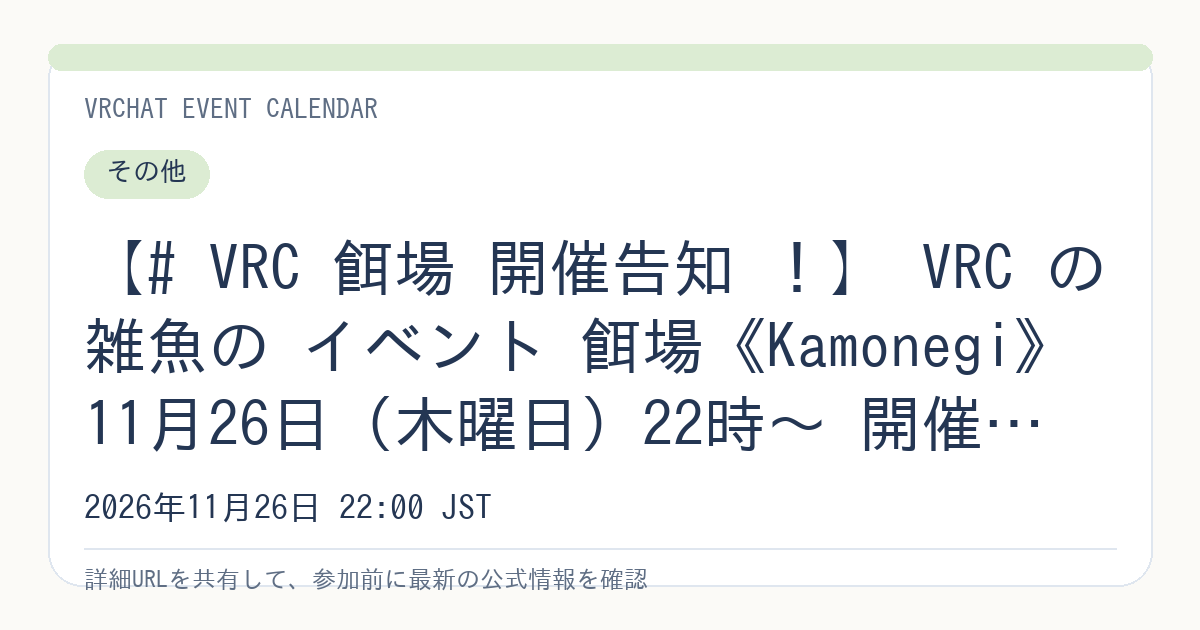 VRCHAT EVENT CALENDAR
その他
【# VRC 餌場 開催告知 ！】 VRC の
雑魚の イベント 餌場《Kamonegi》
11月26日（木曜日）22時〜 開催…
2026年11月26日 22:00 JST
詳細URLを共有して、参加前に最新の公式情報を確認